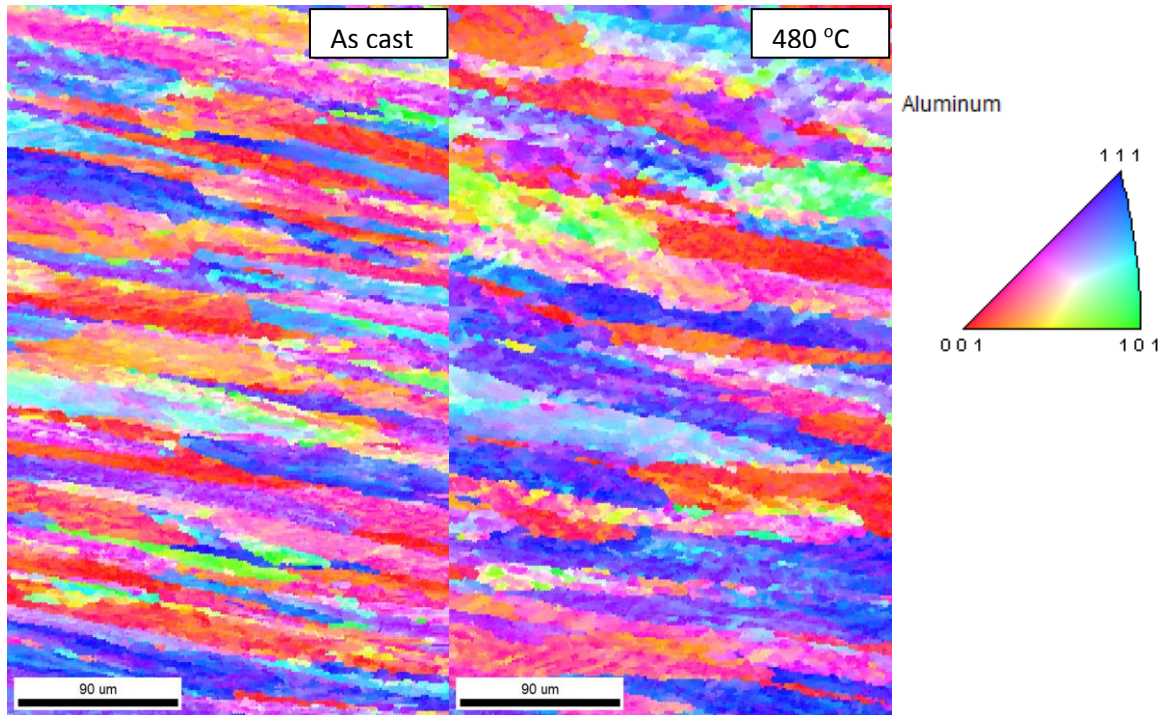 As cast
480 °C
Aluminum
1 1 1
0 0 1
1 0 1
90 um
90 um